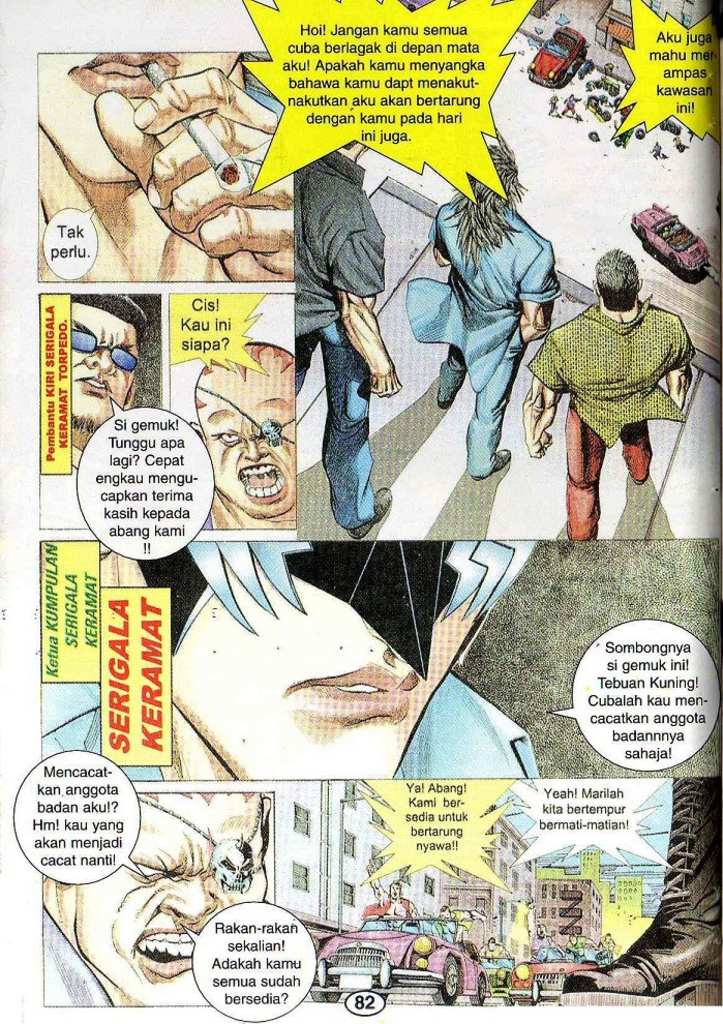 Hoi! Jangan kamu semua
cuba berlagak di depan mata
aku! Apakah kamu menyangka
bahawa kamu dapt menakut-
nakutkan aku akan bertarung
dengan kamu pada hari
ini juga.
Aku juga
mahu mer
ampas
kawasan
ini!
Tak
perlu.
Pembantu KIRI SERIGALA
KERAMAT TORPEDO.
Cis!
Kau ini
siapa?
Si gemuk!
Tunggu apa
lagi? Cepat
engkau mengu-
capkan terima
kasih kepada
abang kami
!!
Ketua KUMPULAN
SERIGALA
KERAMAT
SERIGALA
KERAMAT
Sombongnya
si gemuk ini!
Tebuan Kuning!
Cubalah kau men-
cacatkan anggota
badannnya
sahaja!
Mencacat-
kan anggota
badan aku!?
Hm! kau yang
akan menjadi
cacat nanti!
Rakan-rakan
sekalian!
Adakah kamu
semua sudah
bersedia?
Ya! Abang!
Kami ber-
sedia untuk
bertarung
nyawa!!
Yeah! Marilah
kita bertempur
bermati-matian!
82